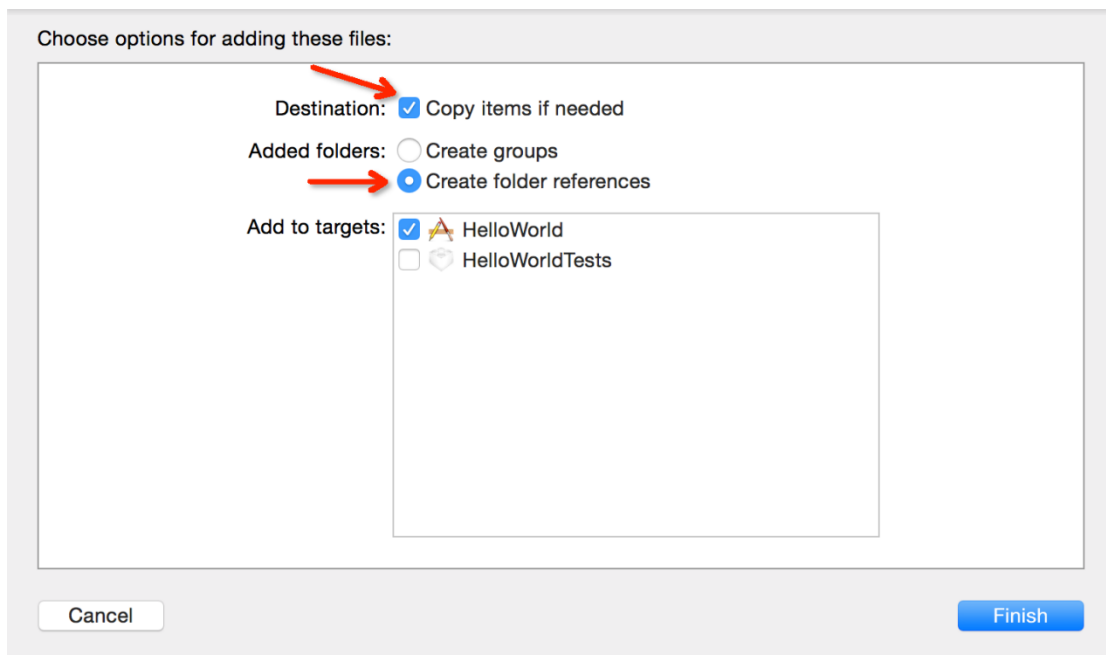 Choose options for adding these files:
Destination: Copy items if needed
Added folders: Create groups
Create folder references
Add to targets: HelloWorld
HelloWorldTests
Cancel Finish